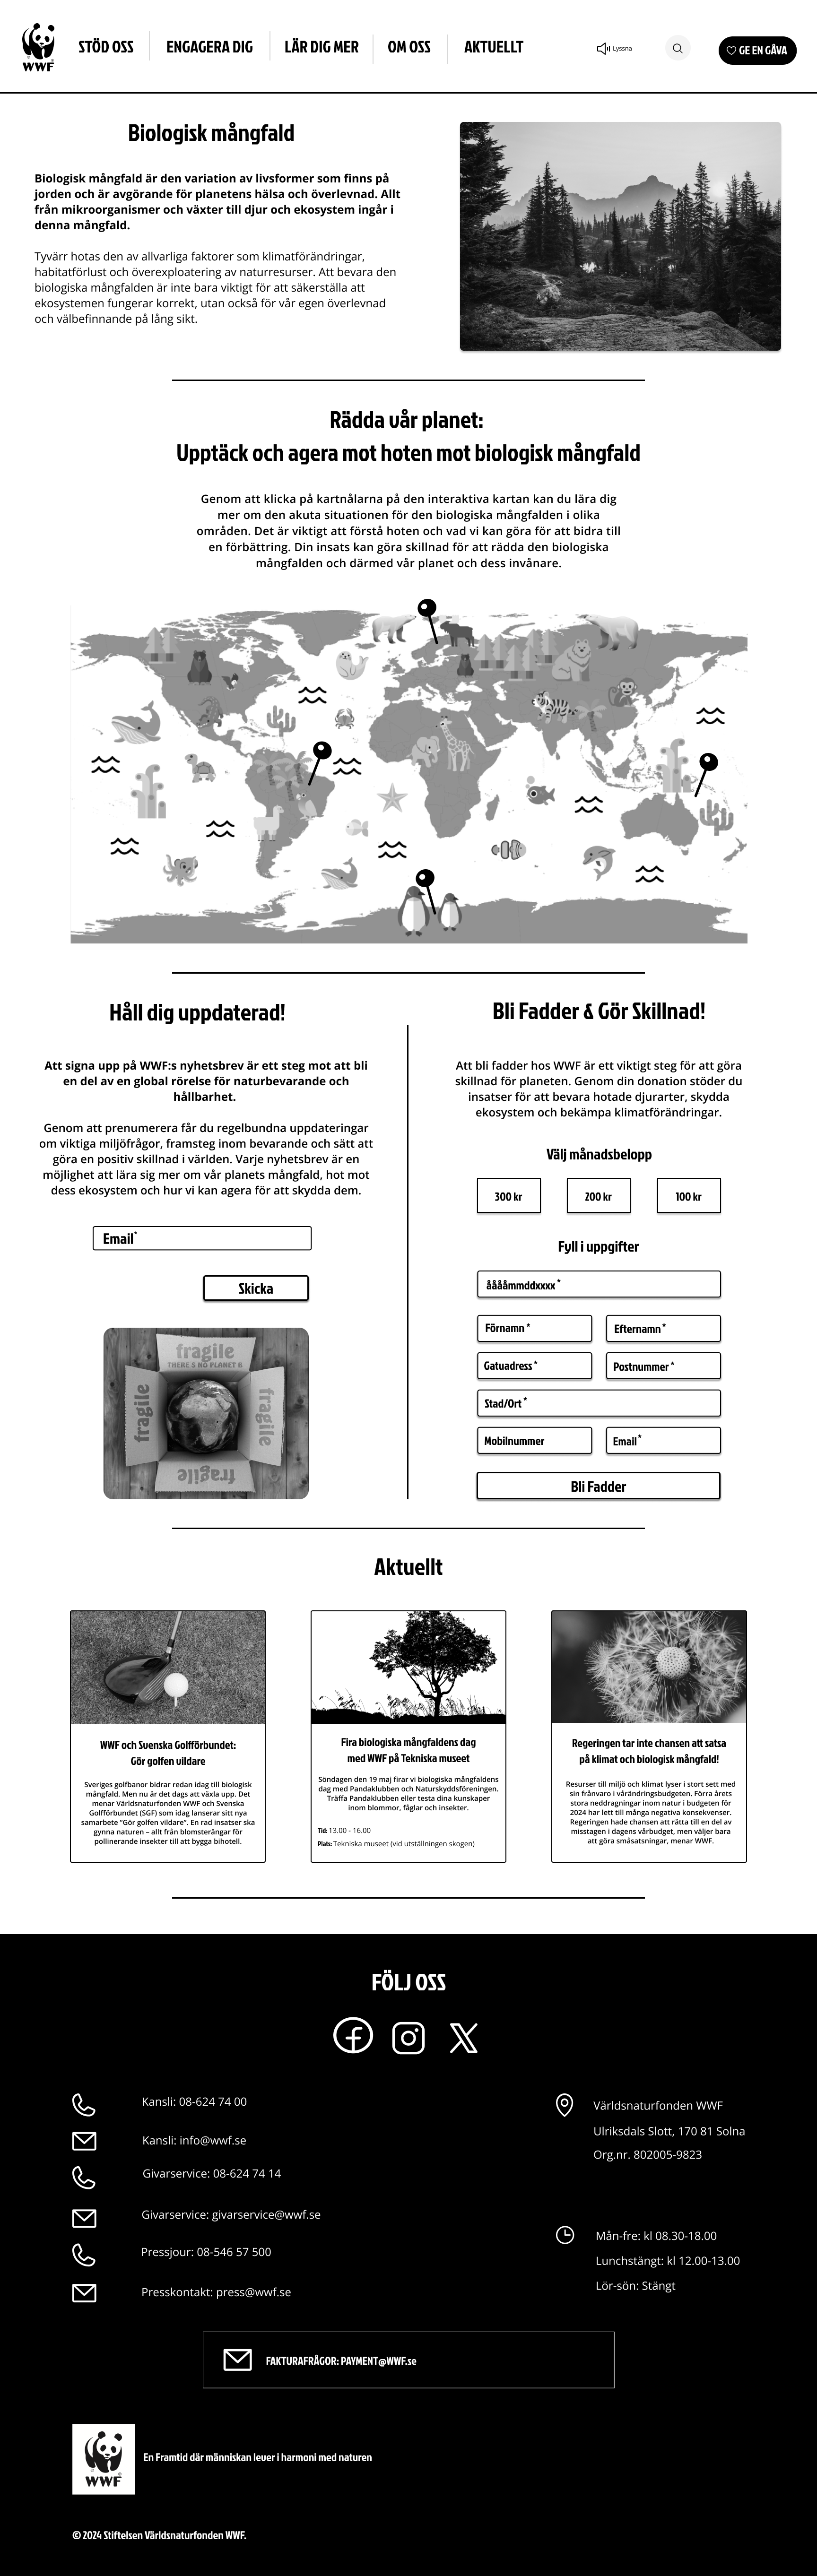 WWF
STÖD OSS
ENGAGERA DIG
LÄR DIG MER
OM OSS
AKTUELLT
Lyssna
GE EN GÅVA
Biologisk mångfald
Biologisk mångfald är den variation av livsformer som finns på
jorden och är avgörande för planetens hälsa och överlevnad. Allt
från mikroorganismer och växter till djur och ekosystem ingår i
denna mångfald.
Tyvärr hotas den av allvarliga faktorer som klimatförändringar,
habitatförlust och överexploatering av naturresurser. Att bevara den
biologiska mångfalden är inte bara viktigt för att säkerställa att
ekosystemen fungerar korrekt, utan också för vår egen överlevnad
och välbefinnande på lång sikt.
Rädda vår planet:
Upptäck och agera mot hoten mot biologisk mångfald
Genom att klicka på kartnålarna på den interaktiva kartan kan du lära dig
mer om den akuta situationen för den biologiska mångfalden i olika
områden. Det är viktigt att förstå hoten och vad vi kan göra för att bidra till
en förbättring. Din insats kan göra skillnad för att rädda den biologiska
mångfalden och därmed vår planet och dess invånare.
Håll dig uppdaterad!
Att signa upp på WWF:s nyhetsbrev är ett steg mot att bli
en del av en global rörelse för naturbevarande och
hållbarhet.
Genom att prenumerera får du regelbundna uppdateringar
om viktiga miljöfrågor, framsteg inom bevarande och sätt att
göra en positiv skillnad i världen. Varje nyhetsbrev är en
möjlighet att lära sig mer om vår planets mångfald, hot mot
dess ekosystem och hur vi kan agera för att skydda dem.
Email*
Skicka
fragile
THERE'S NO PLANET B
fragile
fragile
fragile
Bli Fadder & Gör Skillnad!
Att bli fadder hos WWF är ett viktigt steg för att göra
skillnad för planeten. Genom din donation stöder du
insatser för att bevara hotade djurarter, skydda
ekosystem och bekämpa klimatförändringar.
Välj månadsbelopp
300 kr
200 kr
100 kr
Fyll i uppgifter
ååååmmddxxxx *
Förnamn *
Efternamn *
Gatuadress *
Postnummer *
Stad/Ort *
Mobilnummer
Email *
Bli Fadder
Aktuellt
WWF och Svenska Golfförbundet:
Gör golfen vildare
Sveriges golfbanor bidrar redan idag till biologisk
mångfald. Men nu är det dags att växla upp. Det
menar Världsnaturfonden WWF och Svenska
Golfförbundet (SGF) som idag lanserar sitt nya
samarbete "Gör golfen vildare". En rad insatser ska
gynna naturen – allt från blomsterängar för
pollinerande insekter till att bygga bihotell.
Fira biologiska mångfaldens dag
med WWF på Tekniska museet
Söndagen den 19 maj firar vi biologiska mångfaldens
dag med Pandaklubben och Naturskyddsföreningen.
Träffa Pandaklubben eller testa dina kunskaper
inom blommor, fåglar och insekter.
Tid: 13.00 - 16.00
Plats: Tekniska museet (vid utställningen skogen)
Regeringen tar inte chansen att satsa
på klimat och biologisk mångfald!
Resurser till miljö och klimat lyser i stort sett med
sin frånvaro i vårändringsbudgeten. Förra årets
stora neddragningar inom natur i budgeten för
2024 har lett till många negativa konsekvenser.
Regeringen hade chansen att rätta till en del av
misstagen i dagens vårbudget, men väljer bara
att göra småsatsningar, menar WWF.
FÖLJ OSS
Kansli: 08-624 74 00
Kansli: info@wwf.se
Givarservice: 08-624 74 14
Givarservice: givarservice@wwf.se
Pressjour: 08-546 57 500
Presskontakt: press@wwf.se
Världsnaturfonden WWF
Ulriksdals Slott, 170 81 Solna
Org.nr. 802005-9823
Mån-fre: kl 08.30-18.00
Lunchstängt: kl 12.00-13.00
Lör-sön: Stängt
FAKTURAFRÅGOR: PAYMENT@WWF.se
WWF
En Framtid där människan lever i harmoni med naturen
© 2024 Stiftelsen Världsnaturfonden WWF.